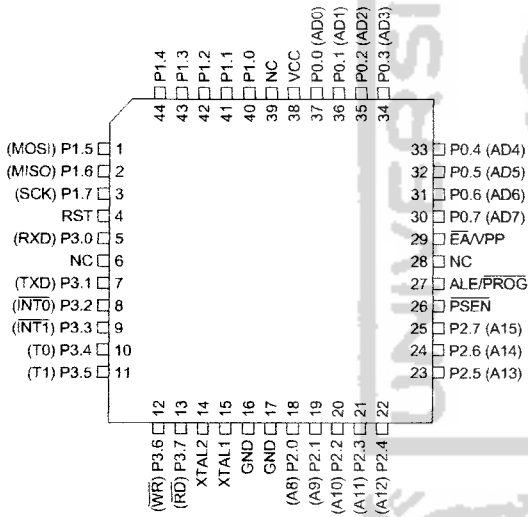 P1.4
P1.3
P1.2
P1.1
P1.0
NC
VCC
P0.0 (AD0)
P0.1 (AD1)
P0.2 (AD2)
P0.3 (AD3)
44
43
42
41
40
39
38
37
36
35
34
(MOSI) P1.5 1
(MISO) P1.6 2
(SCK) P1.7 3
RST 4
(RXD) P3.0 5
NC 6
(TXD) P3.1 7
(INT0) P3.2 8
(INT1) P3.3 9
(T0) P3.4 10
(T1) P3.5 11
33 P0.4 (AD4)
32 P0.5 (AD5)
31 P0.6 (AD6)
30 P0.7 (AD7)
29 EA/VPP
28 NC
27 ALE/PROG
26 PSEN
25 P2.7 (A15)
24 P2.6 (A14)
23 P2.5 (A13)
12
13
14
15
16
17
18
19
20
21
22
(WR) P3.6
(RD) P3.7
XTAL2
XTAL1
GND
GND
(A8) P2.0
(A9) P2.1
(A10) P2.2
(A11) P2.3
(A12) P2.4